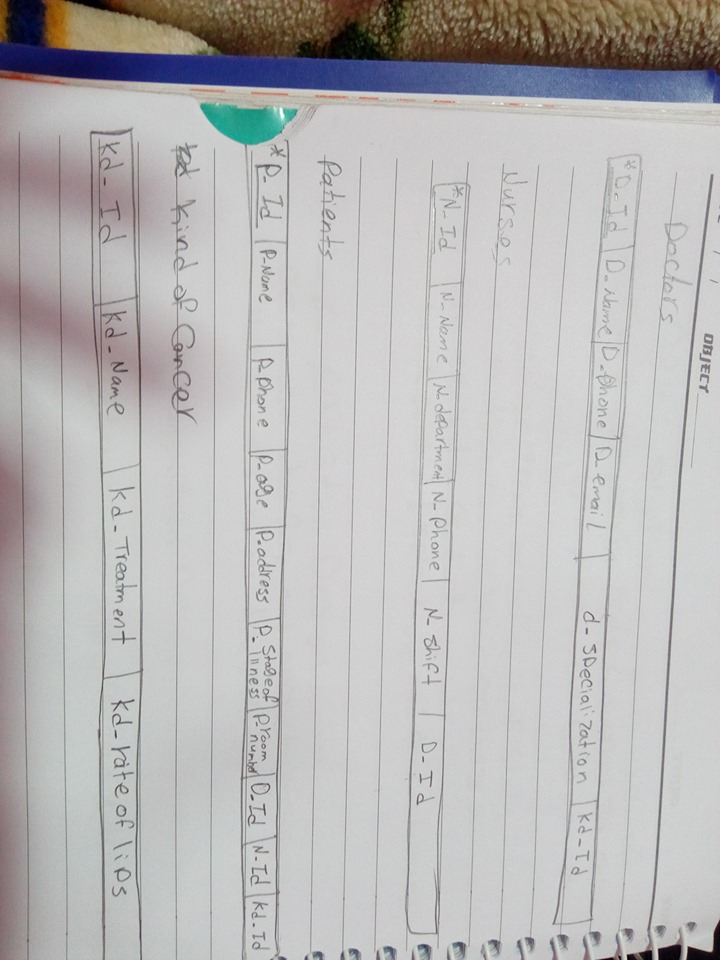 OBJECT
Doctors
*D-Id | D-Name | D-Phone | D-email | d-specialization | kd-Id
Nurses
*N-Id | N-Name | N-department | N-Phone | N-shift | D-Id
Patients
*P-Id | P-Name | P-Phone | P-age | P-address | P-stage of illness | P-room number | D-Id | N-Id | kd-Id
kd Kind of Cancer
kd-Id | kd-Name | kd-Treatment | kd-rate of